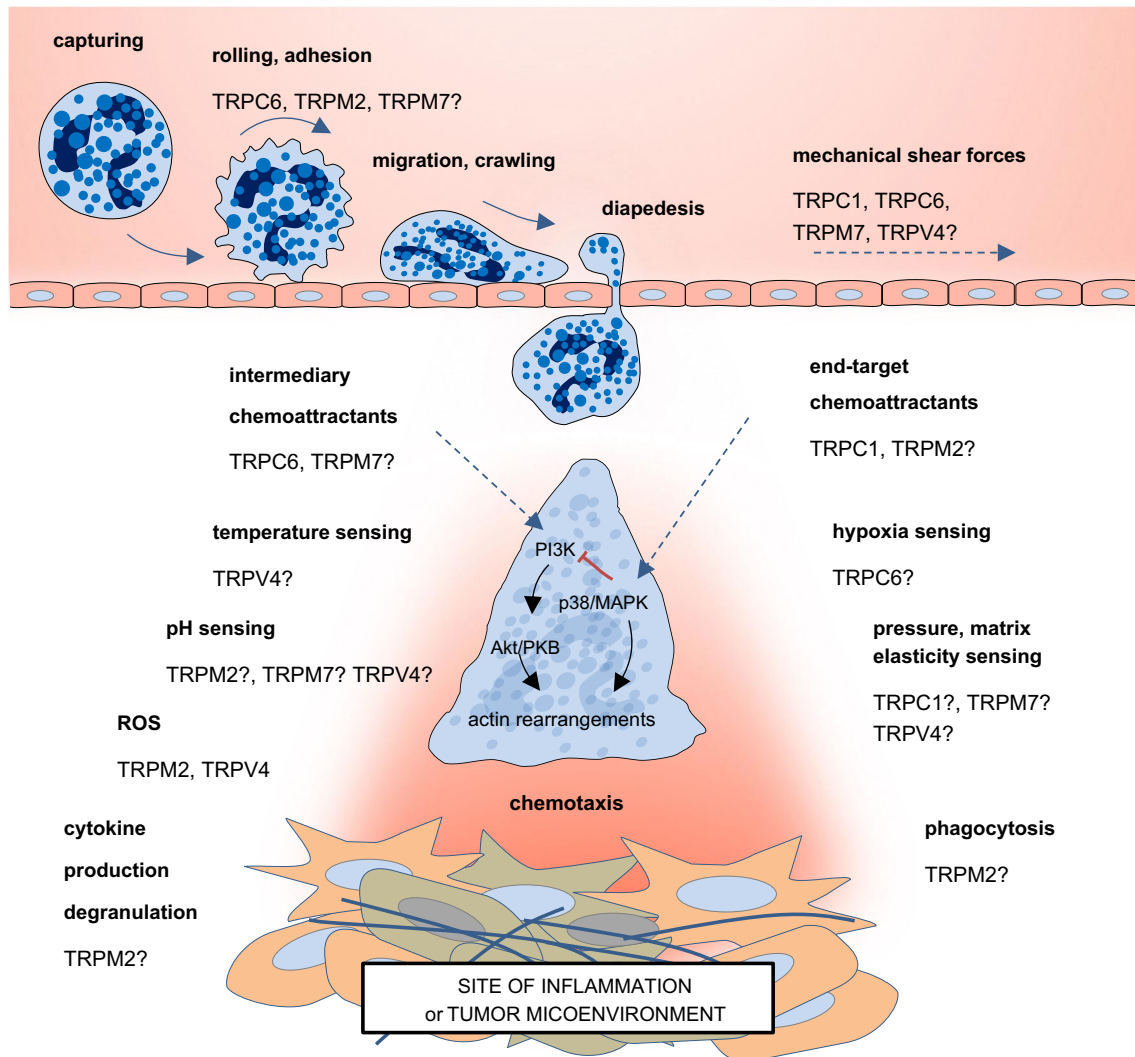 capturing
rolling, adhesion
TRPC6, TRPM2, TRPM7?
migration, crawling
diapedesis
mechanical shear forces
TRPC1, TRPC6,
TRPM7, TRPV4?
intermediary
chemoattractants
TRPC6, TRPM7?
end-target
chemoattractants
TRPC1, TRPM2?
temperature sensing
TRPV4?
hypoxia sensing
TRPC6?
PI3K
p38/MAPK
Akt/PKB
actin rearrangements
pH sensing
TRPM2?, TRPM7? TRPV4?
pressure, matrix
elasticity sensing
TRPC1?, TRPM7?
TRPV4?
ROS
TRPM2, TRPV4
chemotaxis
cytokine
production
degranulation
TRPM2?
phagocytosis
TRPM2?
SITE OF INFLAMMATION
or TUMOR MICOENVIRONMENT